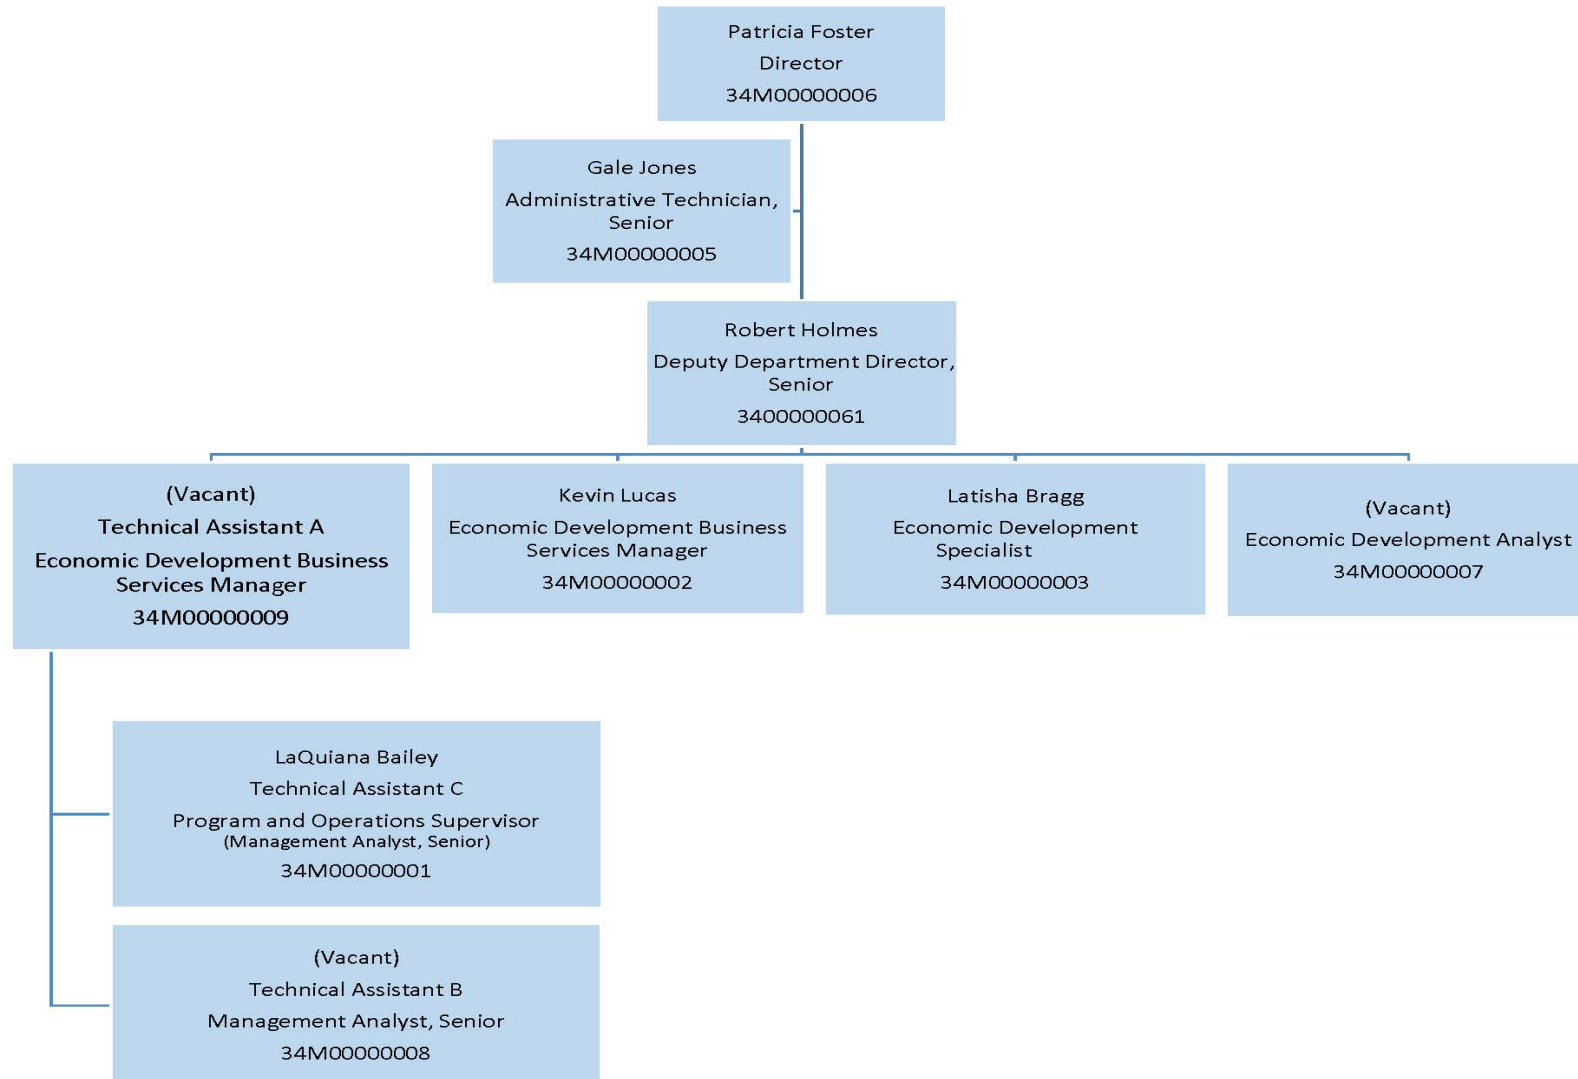 Patricia Foster
Director
34M00000006
Gale Jones
Administrative Technician,
Senior
34M00000005
Robert Holmes
Deputy Department Director,
Senior
3400000061
(Vacant)
Technical Assistant A
Economic Development Business
Services Manager
34M00000009
Kevin Lucas
Economic Development Business
Services Manager
34M00000002
Latisha Bragg
Economic Development
Specialist
34M00000003
(Vacant)
Economic Development Analyst
34M00000007
LaQuiana Bailey
Technical Assistant C
Program and Operations Supervisor
(Management Analyst, Senior)
34M00000001
(Vacant)
Technical Assistant B
Management Analyst, Senior
34M00000008